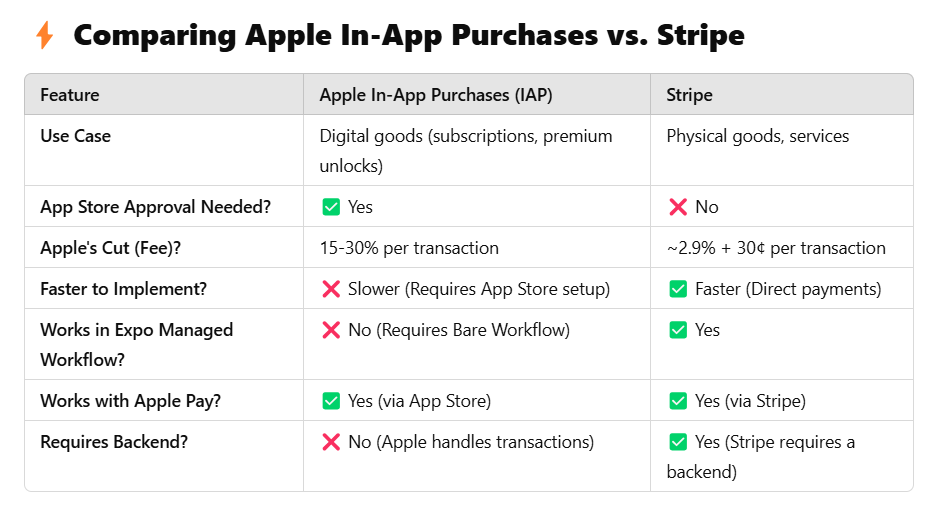 ⚡ Comparing Apple In-App Purchases vs. Stripe
Feature
Apple In-App Purchases (IAP)
Stripe
Use Case
Digital goods (subscriptions, premium
unlocks)
Physical goods, services
App Store Approval Needed?
✅ Yes
❌ No
Apple's Cut (Fee)?
15-30% per transaction
~2.9% + 30¢ per transaction
Faster to Implement?
❌ Slower (Requires App Store setup)
✅ Faster (Direct payments)
Works in Expo Managed
Workflow?
❌ No (Requires Bare Workflow)
✅ Yes
Works with Apple Pay?
✅ Yes (via App Store)
✅ Yes (via Stripe)
Requires Backend?
❌ No (Apple handles transactions)
✅ Yes (Stripe requires a
backend)